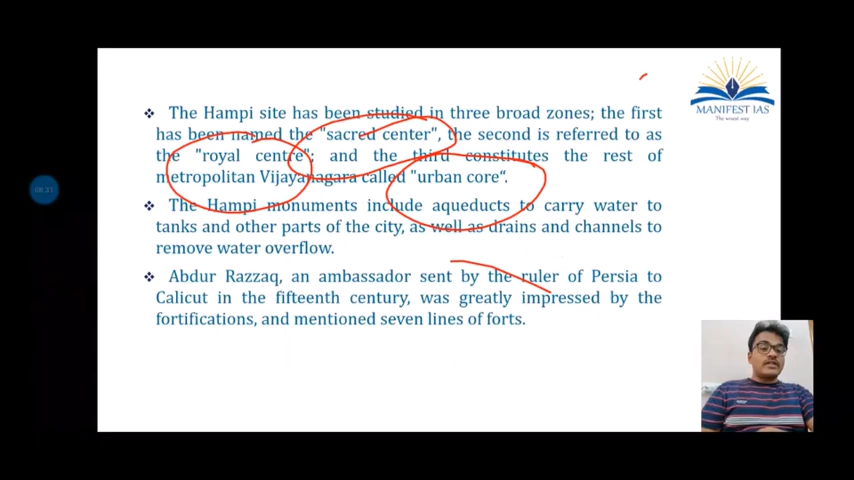 ❖ The Hampi site has been studied in three broad zones; the first
has been named the "sacred center", the second is referred to as
the "royal centre"; and the third constitutes the rest of
metropolitan Vijayanagara called "urban core“.
❖ The Hampi monuments include aqueducts to carry water to
tanks and other parts of the city, as well as drains and channels to
remove water overflow.
❖ Abdur Razzaq, an ambassador sent by the ruler of Persia to
Calicut in the fifteenth century, was greatly impressed by the
fortifications, and mentioned seven lines of forts.
MANIFEST IAS